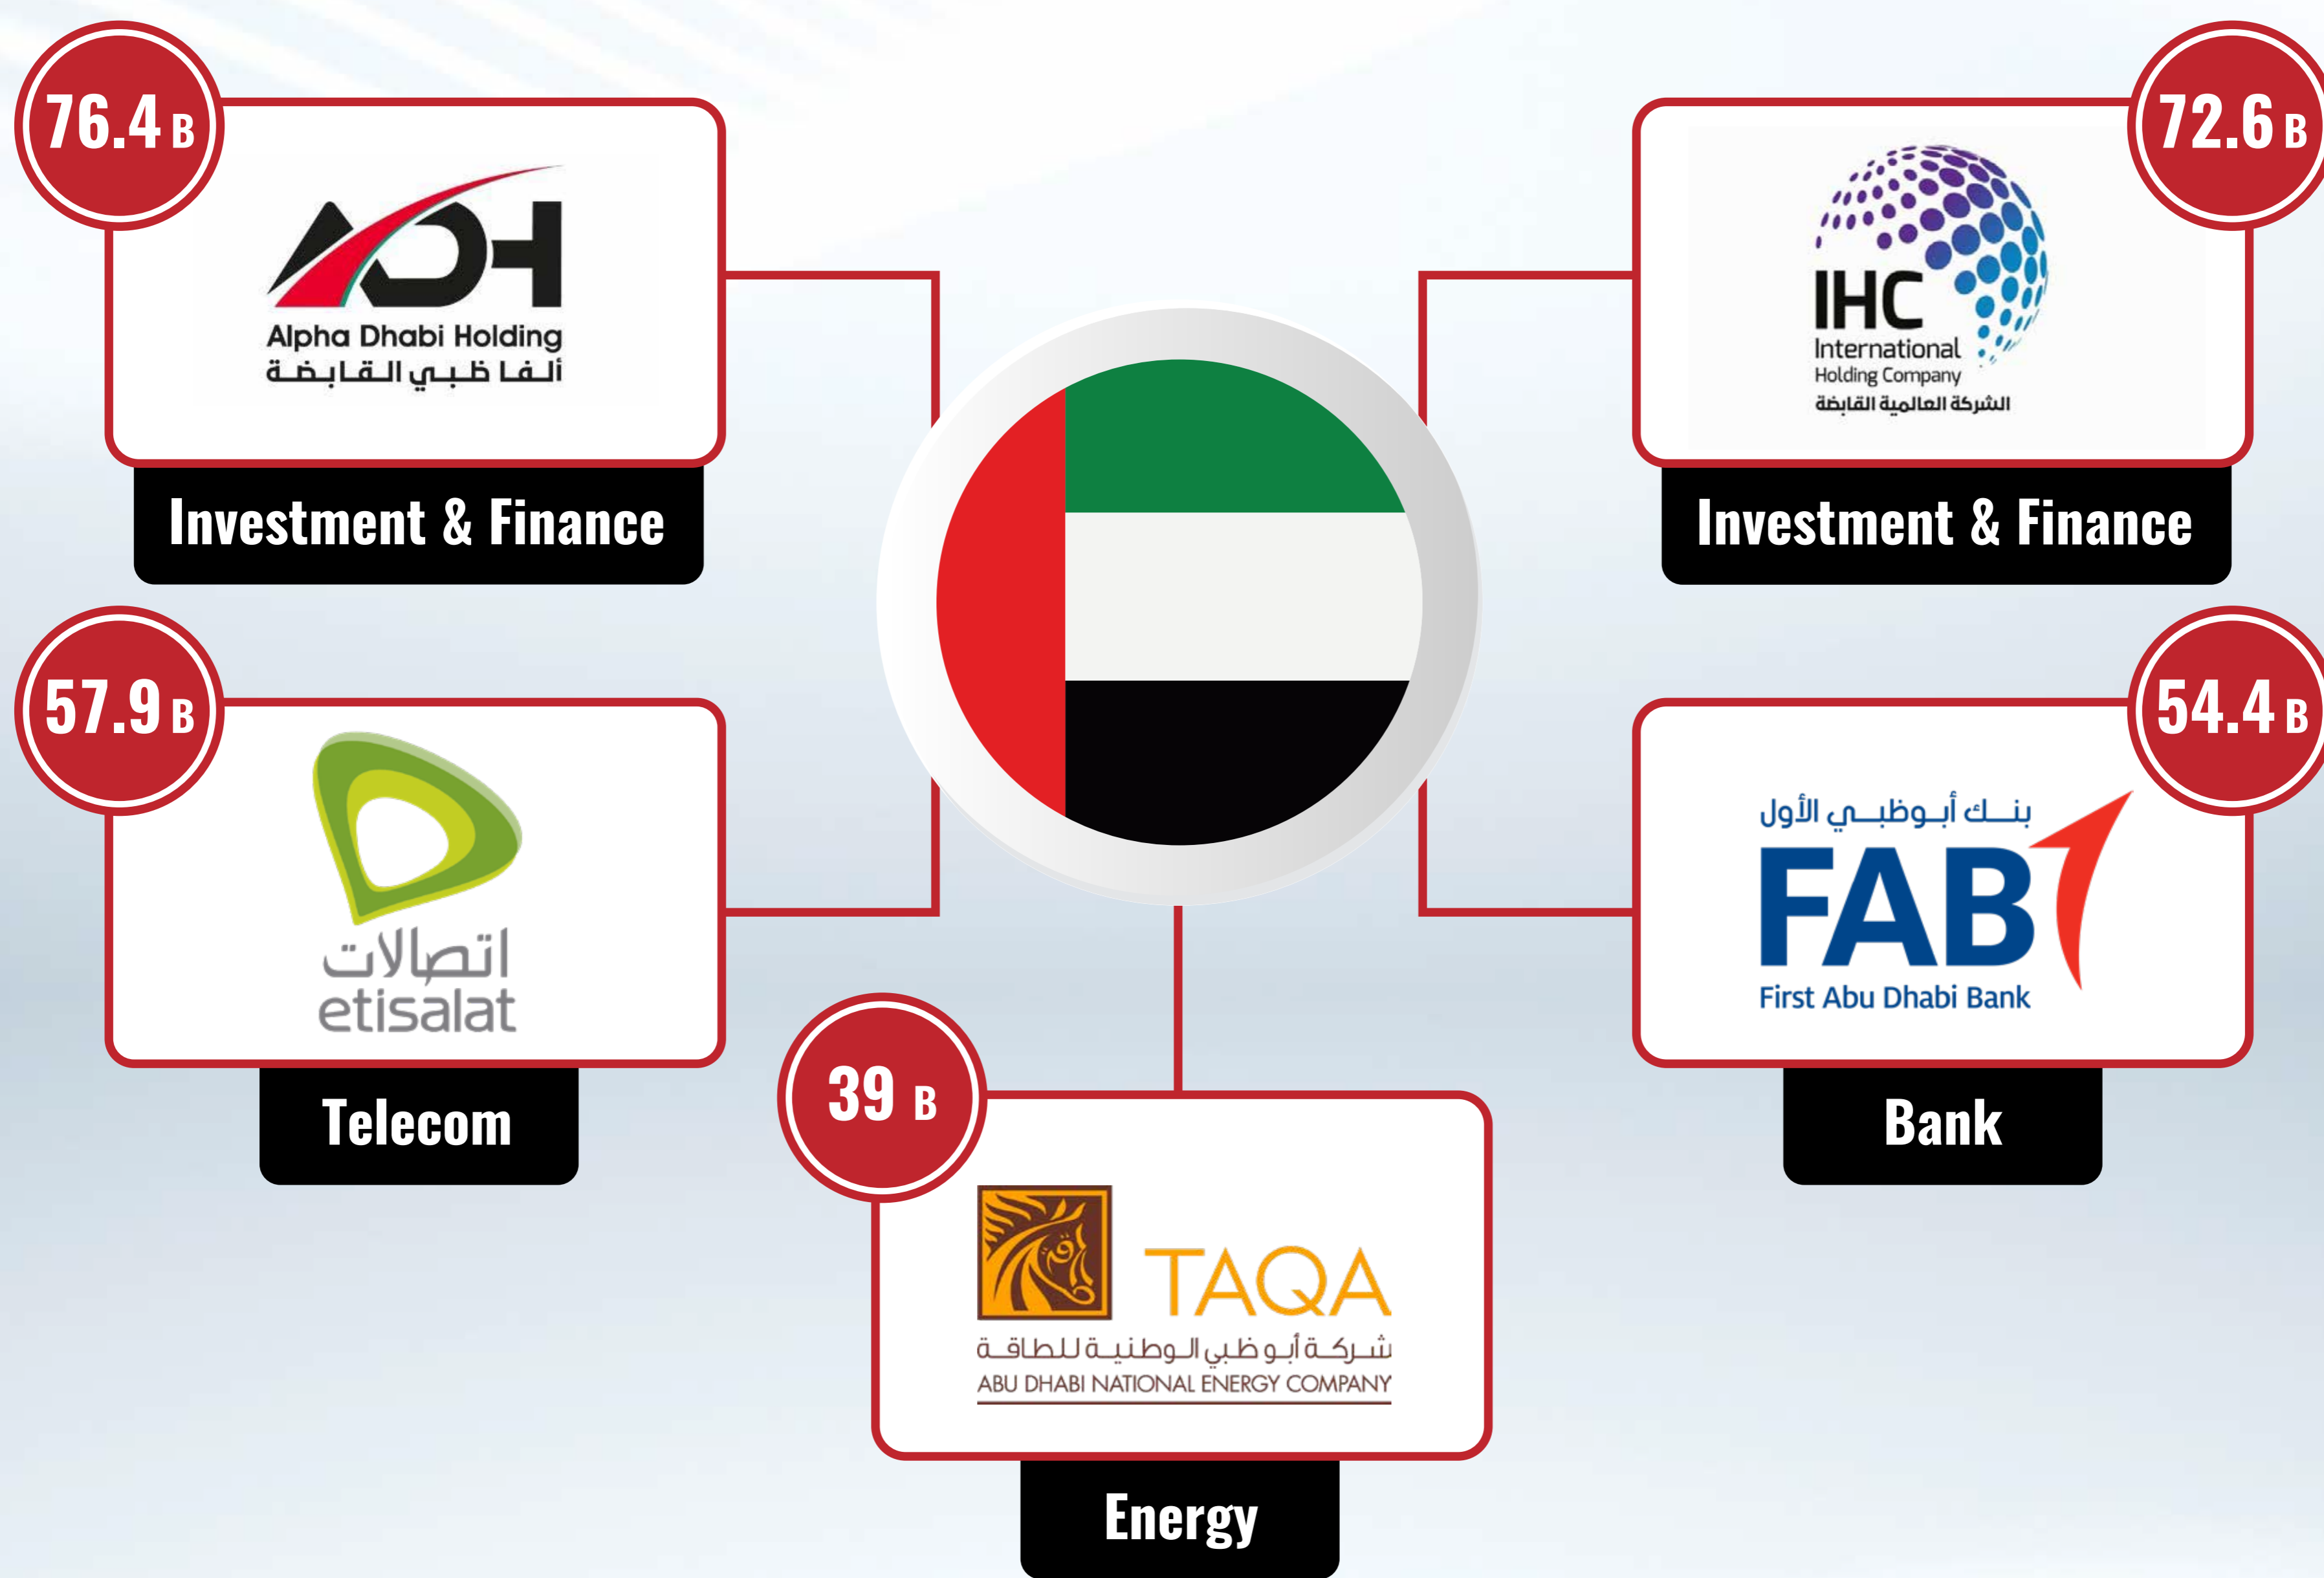 76.4 B
ADH
Alpha Dhabi Holding
ألفا ظبي القابضة
Investment & Finance
72.6 B
IHC
International
Holding Company
الشركة العالمية القابضة
Investment & Finance
57.9 B
اتصالات
etisalat
Telecom
54.4 B
بنك أبوظبي الأول
FAB
First Abu Dhabi Bank
Bank
39 B
TAQA
شركة أبوظبي الوطنية للطاقة
ABU DHABI NATIONAL ENERGY COMPANY
Energy